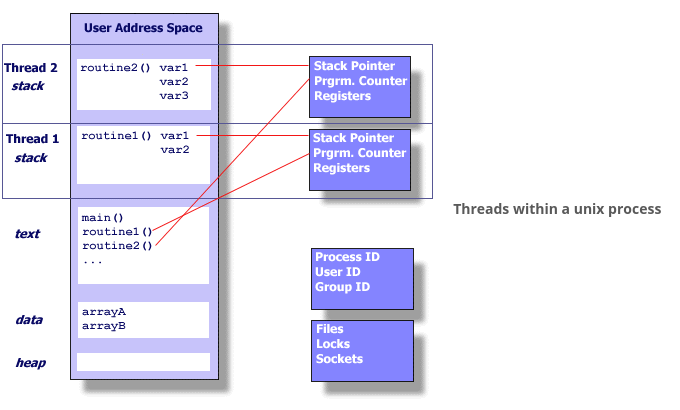 User Address Space
Thread 2
stack
routine2() var1
var2
var3
Stack Pointer
Prgrm. Counter
Registers
Thread 1
stack
routine1() var1
var2
Stack Pointer
Prgrm. Counter
Registers
text
main()
routine1()
routine2()
...
Threads within a unix process
Process ID
User ID
Group ID
data
arrayA
arrayB
Files
Locks
Sockets
heap